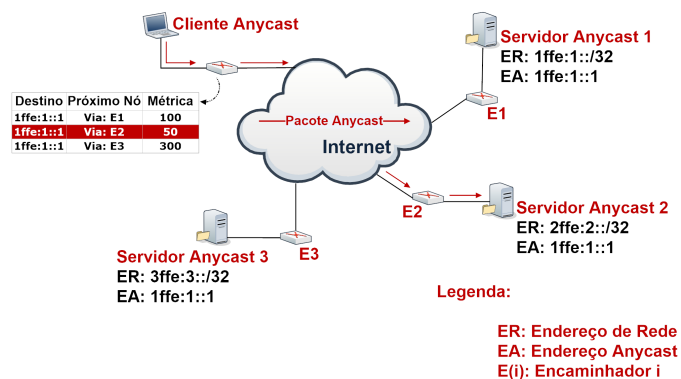 Cliente Anycast
Destino Próximo Nó Métrica
1ffe:1::1 Via: E1 100
1ffe:1::1 Via: E2 50
1ffe:1::1 Via: E3 300
Pacote Anycast
Internet
Servidor Anycast 1
ER: 1ffe:1::/32
EA: 1ffe:1::1
E1
E2
Servidor Anycast 2
ER: 2ffe:2::/32
EA: 1ffe:1::1
E3
Servidor Anycast 3
ER: 3ffe:3::/32
EA: 1ffe:1::1
Legenda:
ER: Endereço de Rede
EA: Endereço Anycast
E(i): Encaminhador i